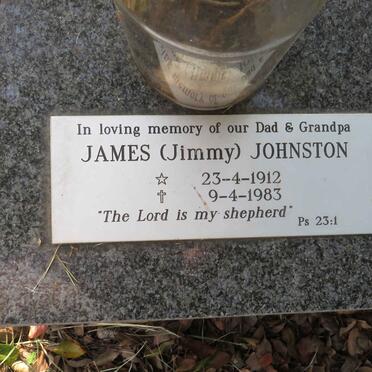 In loving memory of our Dad & Grandpa
JAMES (Jimmy) JOHNSTON
☆ 23-4-1912
✝ 9-4-1983
"The Lord is my shepherd" Ps 23:1